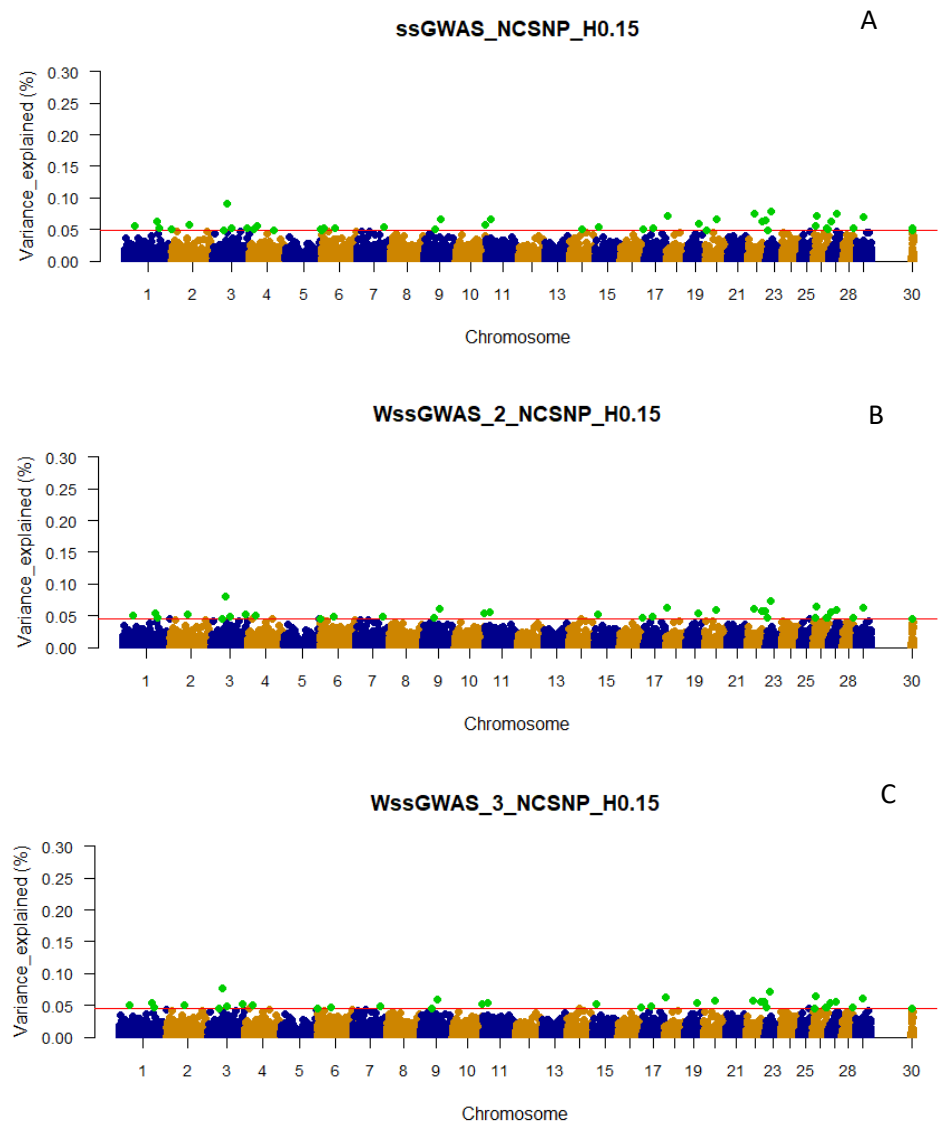 ssGWAS_NCSNP_H0.15
A
Variance_explained (%)
0.30
0.25
0.20
0.15
0.10
0.05
0.00
1 2 3 4 5 6 7 8 9 10 11 13 15 17 19 21 23 25 28 30
Chromosome
WssGWAS_2_NCSNP_H0.15
B
Variance_explained (%)
0.30
0.25
0.20
0.15
0.10
0.05
0.00
1 2 3 4 5 6 7 8 9 10 11 13 15 17 19 21 23 25 28 30
Chromosome
WssGWAS_3_NCSNP_H0.15
C
Variance_explained (%)
0.30
0.25
0.20
0.15
0.10
0.05
0.00
1 2 3 4 5 6 7 8 9 10 11 13 15 17 19 21 23 25 28 30
Chromosome